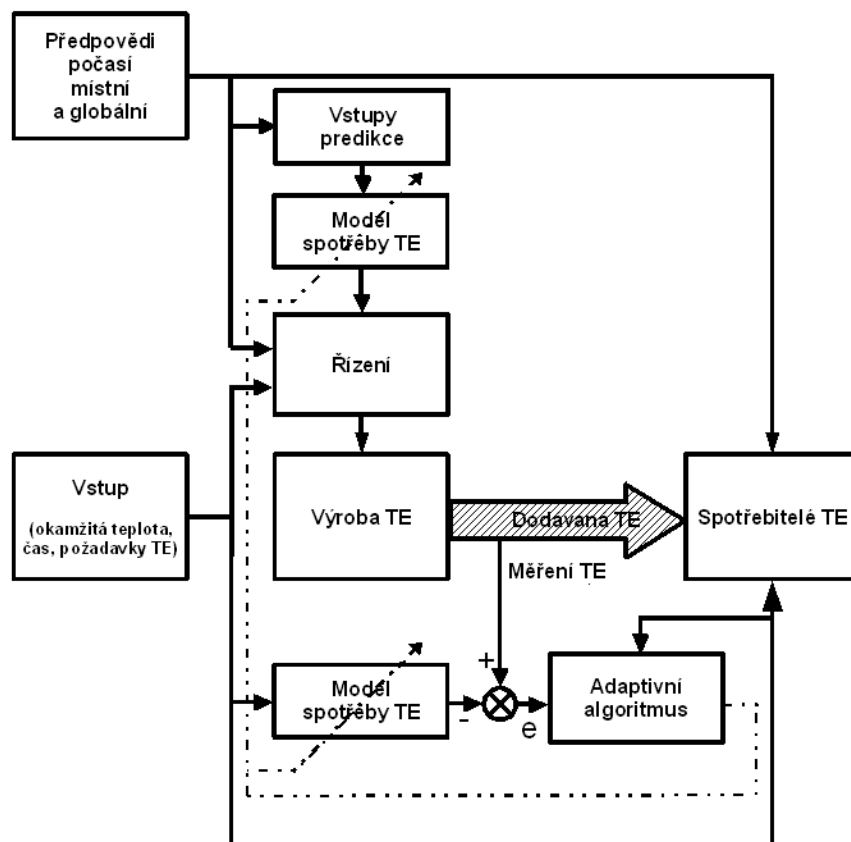 Předpovědi
počasí
místní
a globální
Vstupy
predikce
Model
spotřeby TE
Řízení
Vstup
(okamžitá teplota,
čas, požadavky TE)
Výroba TE
Dodavana TE
Spotřebitelé TE
Měření TE
+
Model
spotřeby TE
-
e
Adaptivní
algoritmus